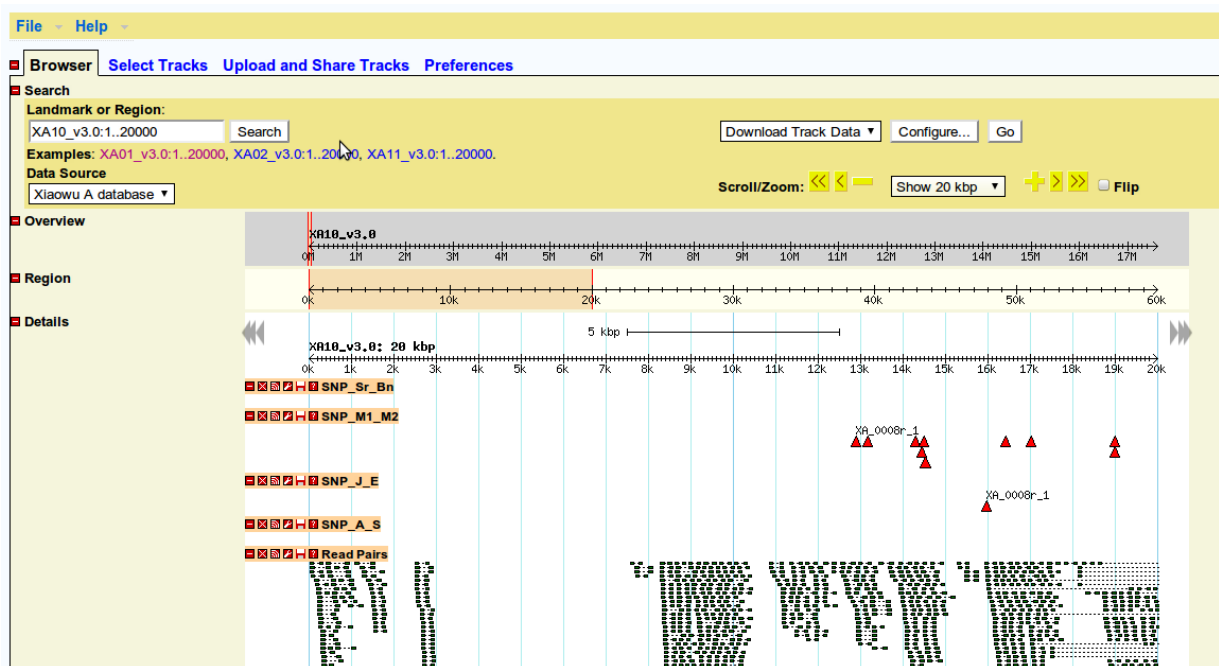 File Help
Browser Select Tracks Upload and Share Tracks Preferences
Search
Landmark or Region:
XA10_v3.0:1..20000 Search Download Track Data Configure... Go
Examples: XA01_v3.0:1..20000, XA02_v3.0:1..20000, XA11_v3.0:1..20000.
Data Source
Xiaowu A database Scroll/Zoom: << < Show 20 kbp > >> Flip
Overview
XA10_v3.0
0M 1M 2M 3M 4M 5M 6M 7M 8M 9M 10M 11M 12M 13M 14M 15M 16M 17M
Region
0k 10k 20k 30k 40k 50k 60k
Details
5 kbp
XA10_v3.0: 20 kbp
0k 1k 2k 3k 4k 5k 6k 7k 8k 9k 10k 11k 12k 13k 14k 15k 16k 17k 18k 19k 20k
SNP_Sr_Bn
SNP_M1_M2
XA_0008r_1
SNP_J_E
XA_0008r_1
SNP_A_S
Read Pairs